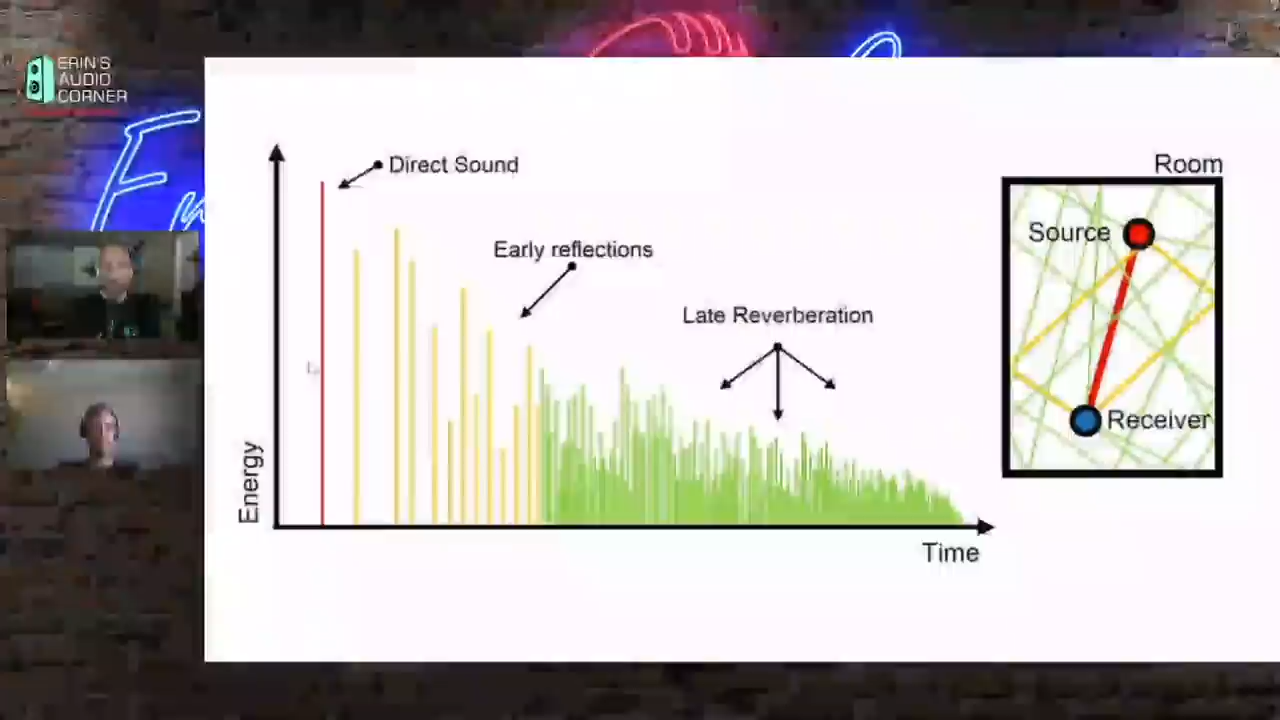 ERIN'S
AUDIO
CORNER
Direct Sound
Early reflections
Late Reverberation
Energy
Time
Room
Source
Receiver